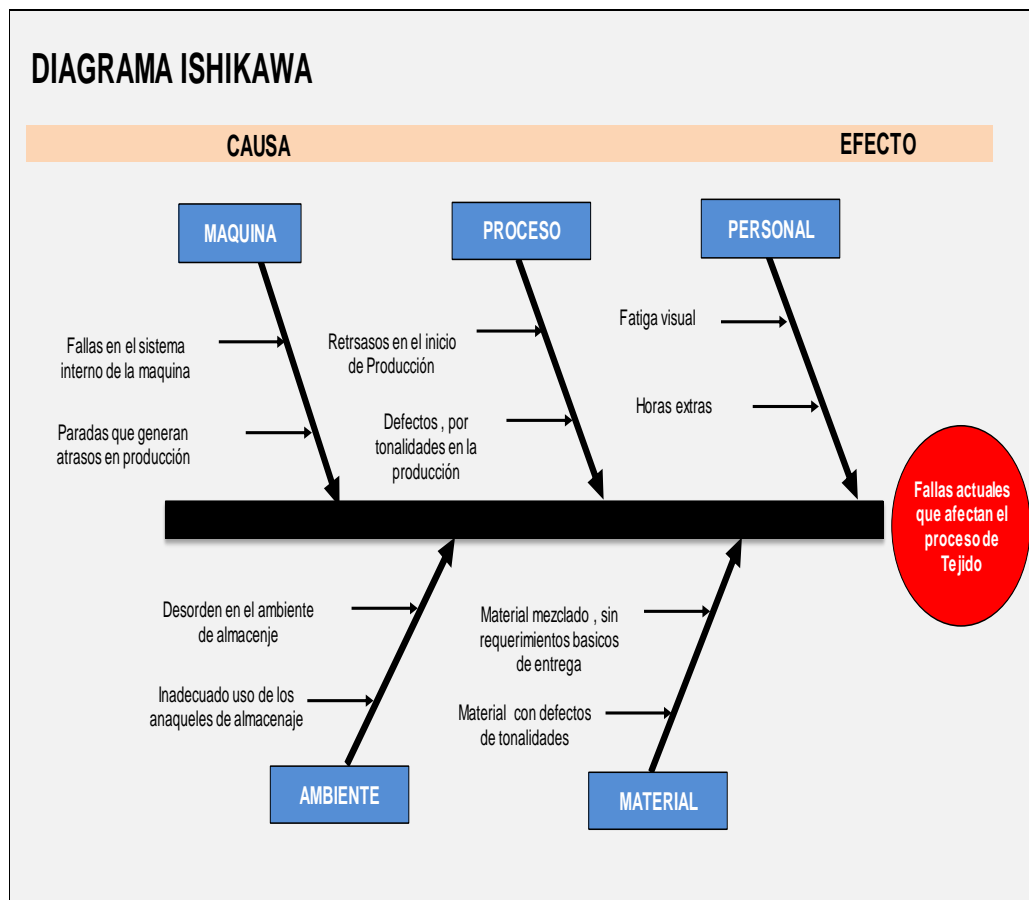 DIAGRAMA ISHIKAWA
CAUSA
EFECTO
MAQUINA
PROCESO
PERSONAL
Fallas en el sistema
interno de la maquina
Paradas que generan
atrasos en producción
Retrsasos en el inicio
de Producción
Defectos , por
tonalidades en la
producción
Fatiga visual
Horas extras
Fallas actuales
que afectan el
proceso de
Tejido
Desorden en el ambiente
de almacenje
Inadecuado uso de los
anaqueles de almacenaje
Material mezclado , sin
requerimientos basicos
de entrega
Material con defectos
de tonalidades
AMBIENTE
MATERIAL